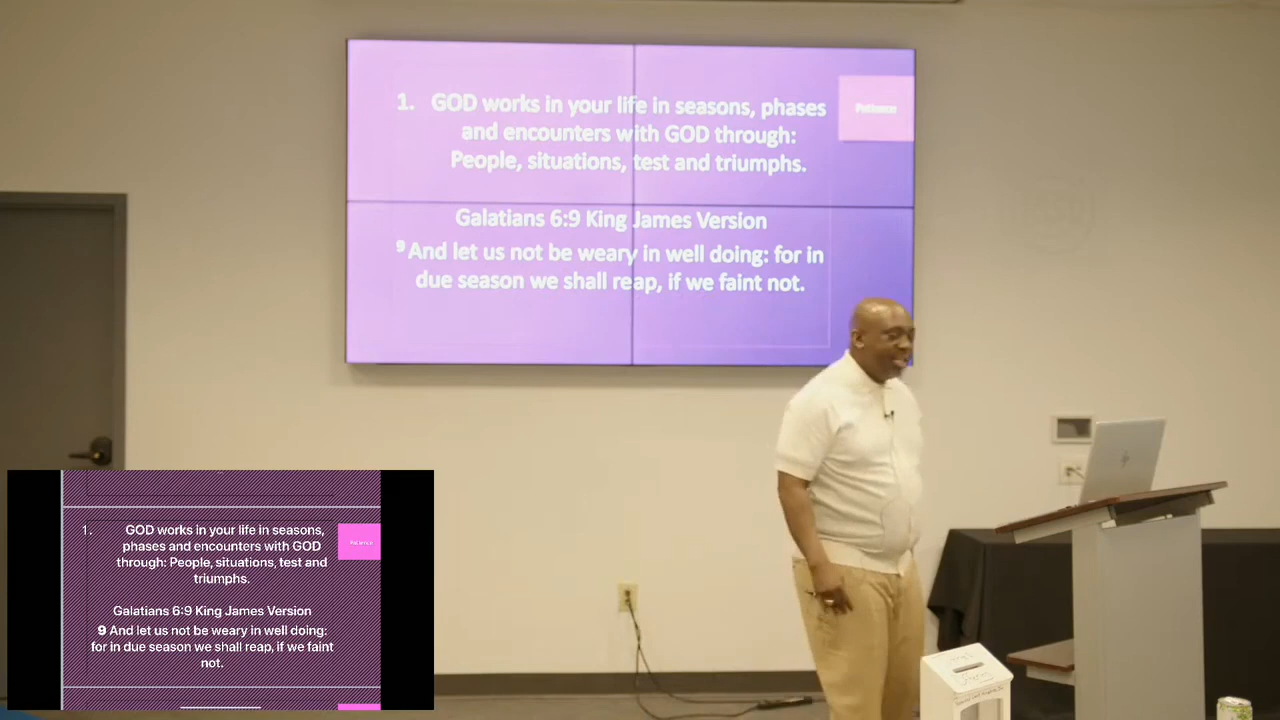 1. GOD works in your life in seasons, phases
and encounters with GOD through:
People, situations, test and triumphs.
Patience
Galatians 6:9 King James Version
9 And let us not be weary in well doing: for in
due season we shall reap, if we faint not.
1. GOD works in your life in seasons,
phases and encounters with GOD
through: People, situations, test and
triumphs.
Patience
Galatians 6:9 King James Version
9 And let us not be weary in well doing:
for in due season we shall reap, if we faint
not.